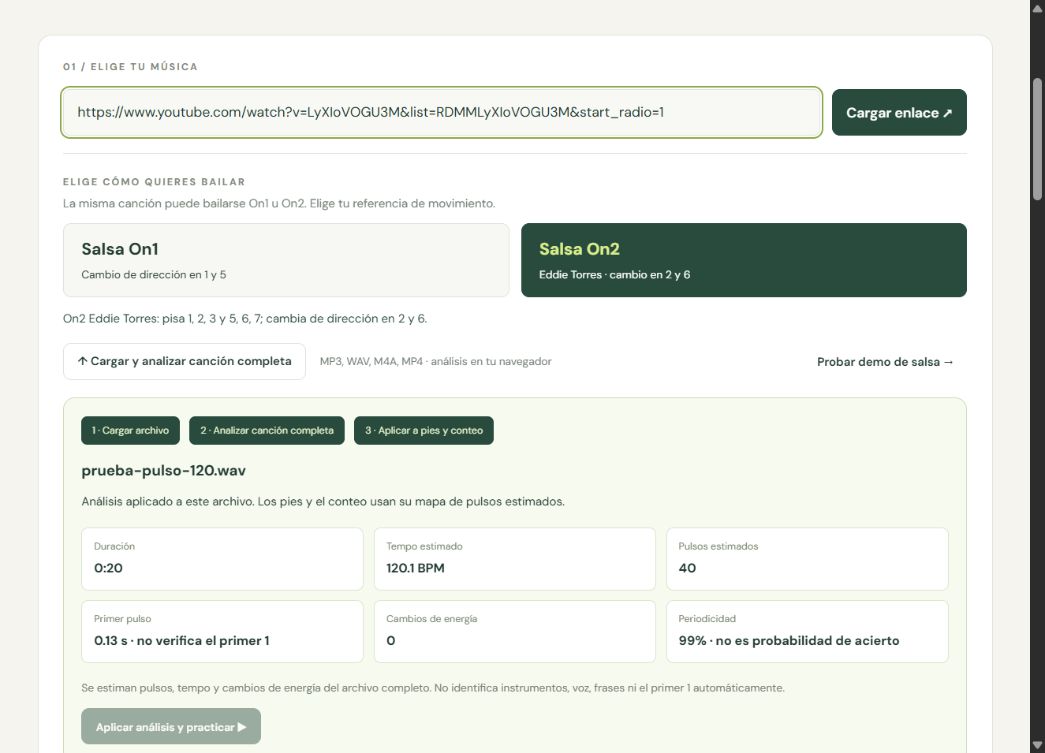 01 / ELIGE TU MÚSICA
https://www.youtube.com/watch?v=LyXIoVOGU3M&list=RDMMLyXIoVOGU3M&start_radio=1
Cargar enlace ↗
ELIGE CÓMO QUIERES BAILAR
La misma canción puede bailarse On1 u On2. Elige tu referencia de movimiento.
Salsa On1
Cambio de dirección en 1 y 5
Salsa On2
Eddie Torres · cambio en 2 y 6
On2 Eddie Torres: pisa 1, 2, 3 y 5, 6, 7; cambia de dirección en 2 y 6.
↑ Cargar y analizar canción completa
MP3, WAV, M4A, MP4 · análisis en tu navegador
Probar demo de salsa →
1 · Cargar archivo
2 · Analizar canción completa
3 · Aplicar a pies y conteo
prueba-pulso-120.wav
Análisis aplicado a este archivo. Los pies y el conteo usan su mapa de pulsos estimados.
Duración
0:20
Tempo estimado
120.1 BPM
Pulsos estimados
40
Primer pulso
0.13 s · no verifica el primer 1
Cambios de energía
0
Periodicidad
99% · no es probabilidad de acierto
Se estiman pulsos, tempo y cambios de energía del archivo completo. No identifica instrumentos, voz, frases ni el primer 1 automáticamente.
Aplicar análisis y practicar ▶